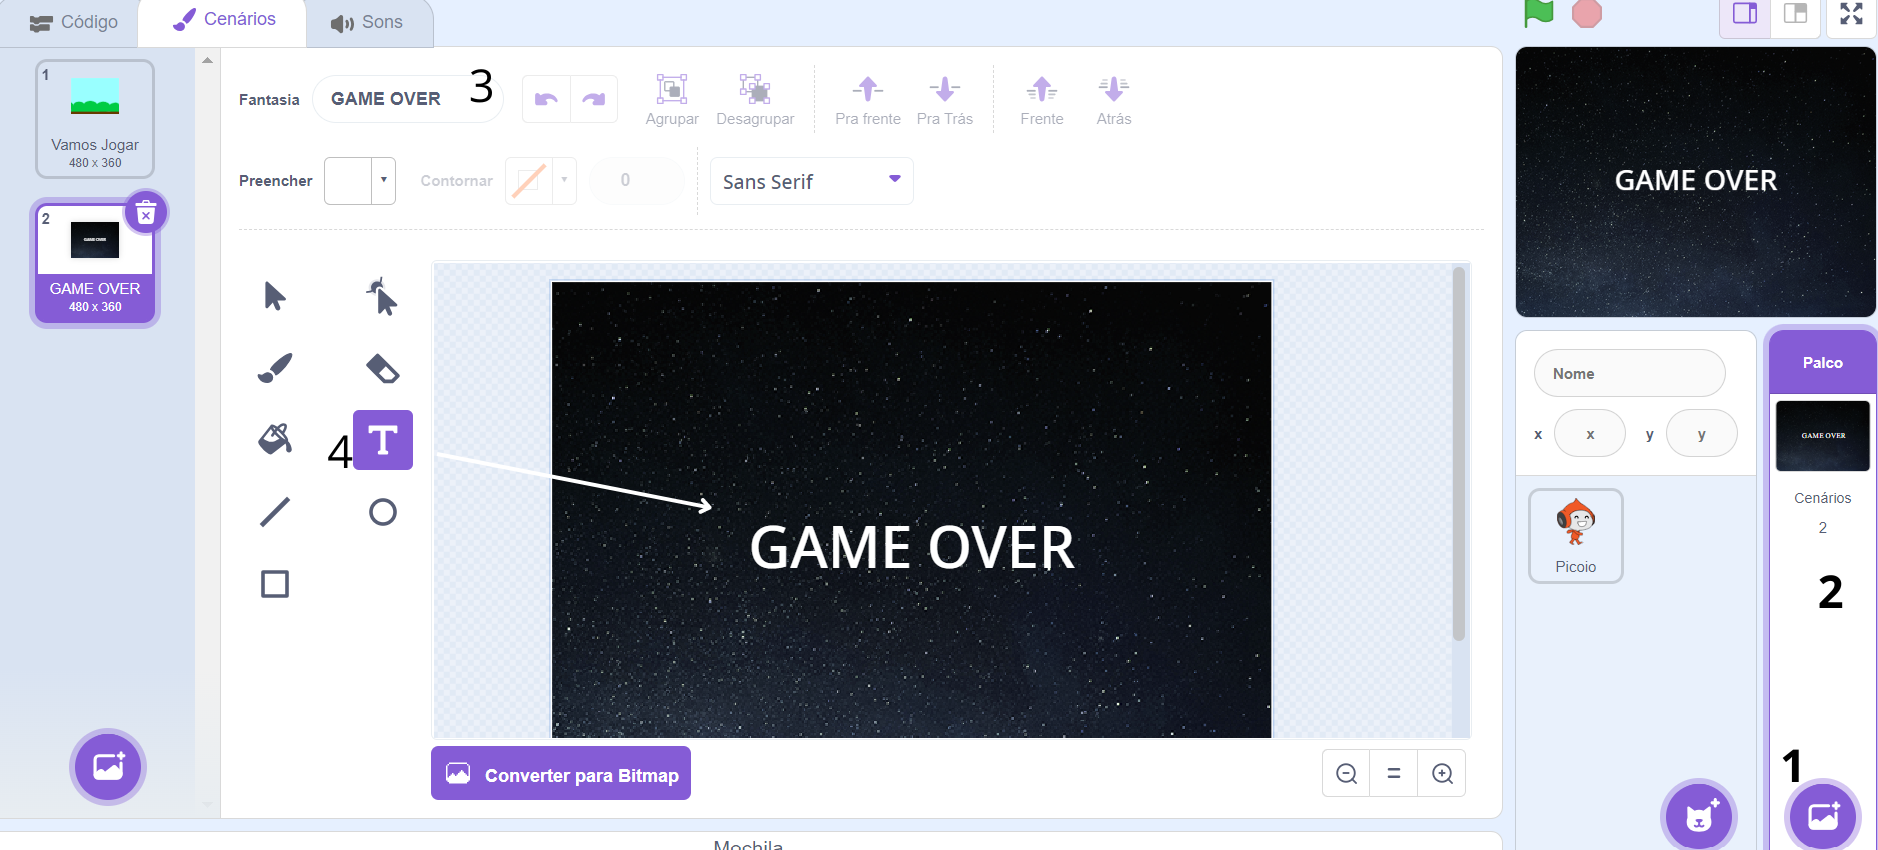 Código
Cenários
Sons
1
Vamos Jogar
480 x 360
2
GAME OVER
GAME OVER
480 x 360
Fantasia
GAME OVER
3
Agrupar
Desagrupar
Pra frente
Pra Trás
Frente
Atrás
Preencher
Contornar
0
Sans Serif
4
T
GAME OVER
Converter para Bitmap
Mochila
GAME OVER
Nome
x
x
y
y
Picoio
Palco
GAME OVER
Cenários
2
2
1